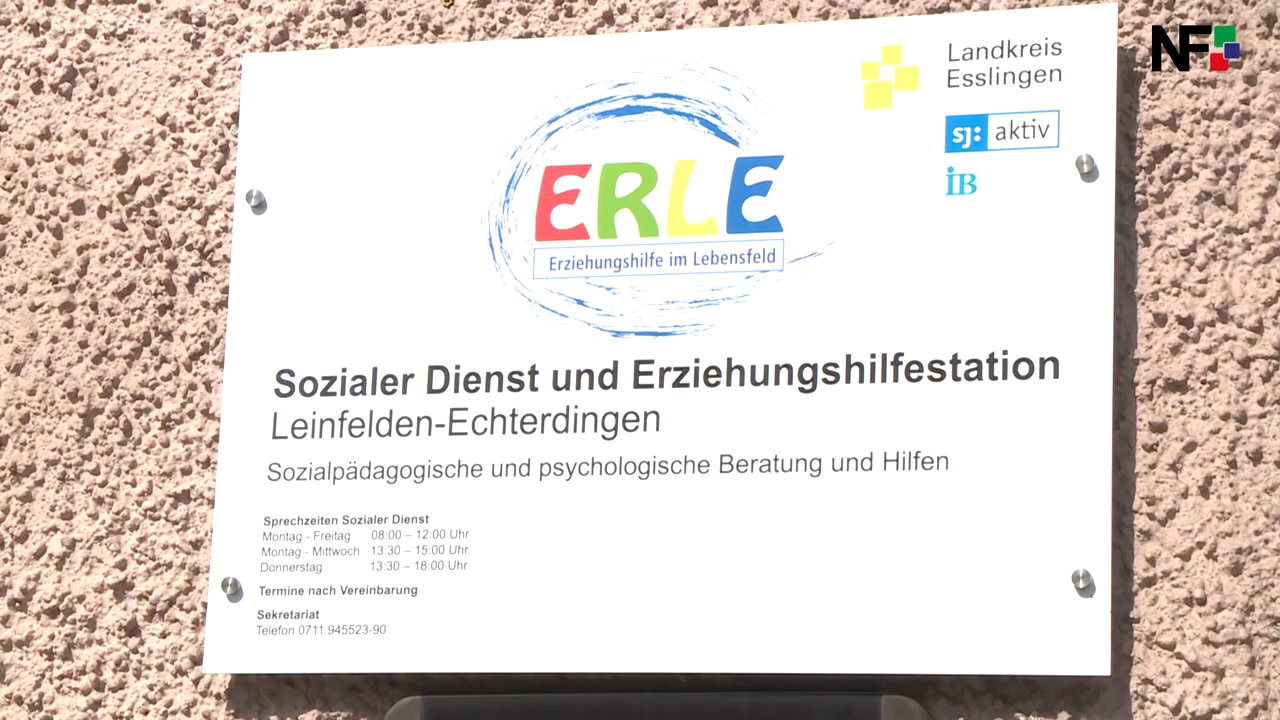 NF
Landkreis
Esslingen
sj: aktiv
IB
ERLE
Erziehungshilfe im Lebensfeld
Sozialer Dienst und Erziehungshilfestation
Leinfelden-Echterdingen
Sozialpädagogische und psychologische Beratung und Hilfen
Sprechzeiten Sozialer Dienst
Montag - Freitag 08:00 – 12:00 Uhr
Montag - Mittwoch 13:30 – 15:00 Uhr
Donnerstag 13:30 – 18:00 Uhr
Termine nach Vereinbarung
Sekretariat
Telefon 0711 945523-90